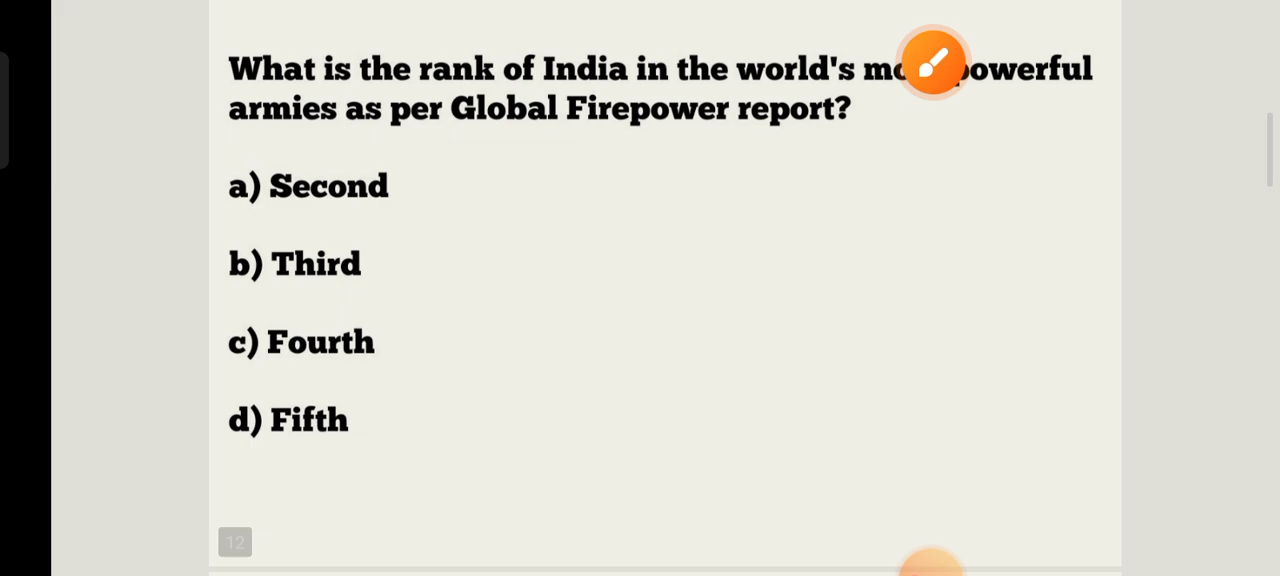 What is the rank of India in the world's powerful
armies as per Global Firepower report?
a) Second
b) Third
c) Fourth
d) Fifth
12